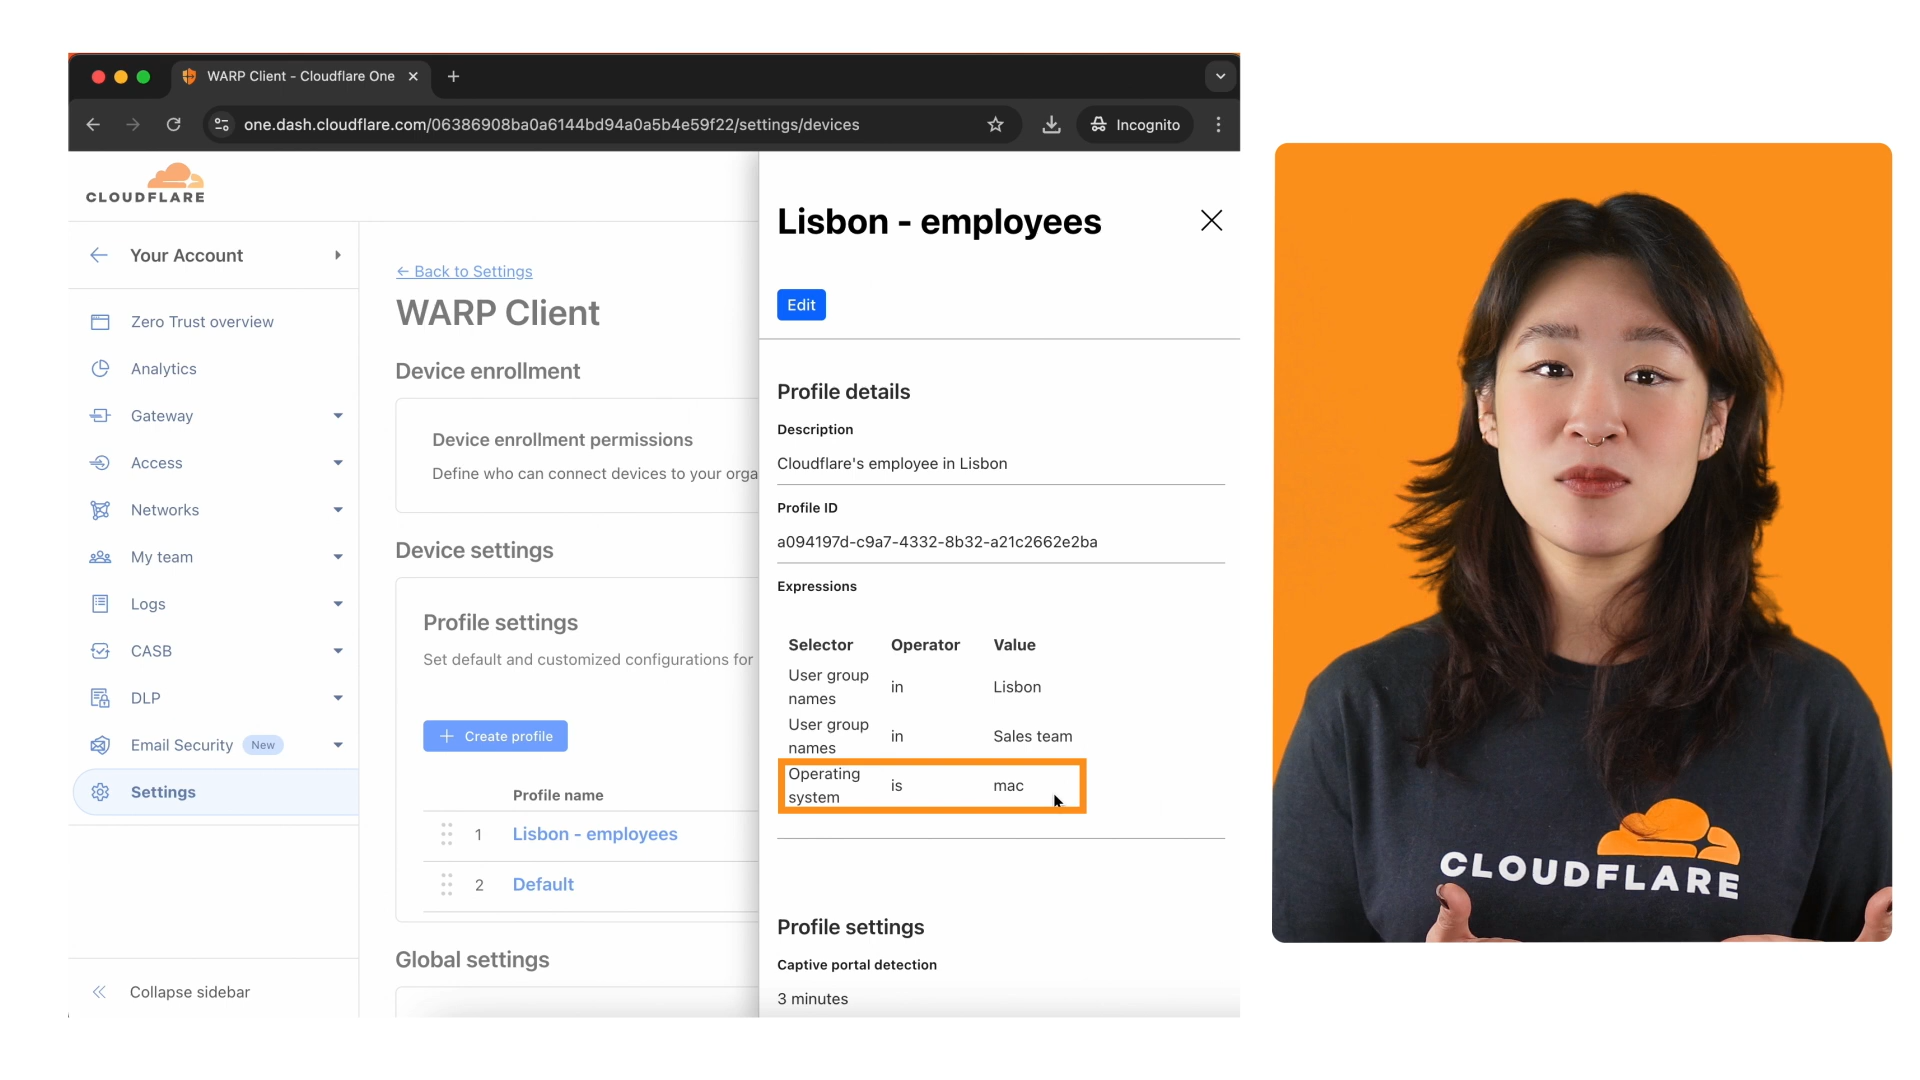 WARP Client - Cloudflare One
one.dash.cloudflare.com/06386908ba0a6144bd94a0a5b4e59f22/settings/devices
Incognito
CLOUDFLARE
Your Account
Zero Trust overview
Analytics
Gateway
Access
Networks
My team
Logs
CASB
DLP
Email Security New
Settings
Collapse sidebar
← Back to Settings
WARP Client
Device enrollment
Device enrollment permissions
Define who can connect devices to your orga
Device settings
Profile settings
Set default and customized configurations for
+ Create profile
Profile name
1 Lisbon - employees
2 Default
Global settings
Lisbon - employees
Edit
Profile details
Description
Cloudflare's employee in Lisbon
Profile ID
a094197d-c9a7-4332-8b32-a21c2662e2ba
Expressions
Selector Operator Value
User group names in Lisbon
User group names in Sales team
Operating system is mac
Profile settings
Captive portal detection
3 minutes
CLOUDFLARE